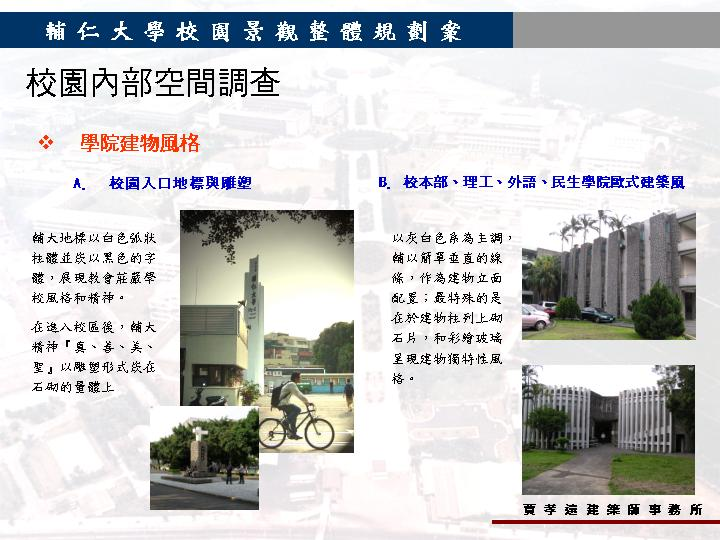 輔仁大學校園景觀整體規劃案
校園內部空間調查
學院建物風格
A. 校園入口地標與雕塑
輔大地標以白色弧狀
柱體並崁以黑色的字
體，展現教會莊嚴學
校風格和精神。
在進入校區後，輔大
精神『真、善、美、
聖』以雕塑形式崁在
石砌的量體上
輔仁大學
B. 校本部、理工、外語、民生學院歐式建築風
以灰白色系為主調，
輔以簡單垂直的線
條，作為建物立面
配置；最特殊的是
在於建物柱列上砌
石片，和彩繪玻璃
呈現建物獨特性風
格。
賈孝遠建築師事務所